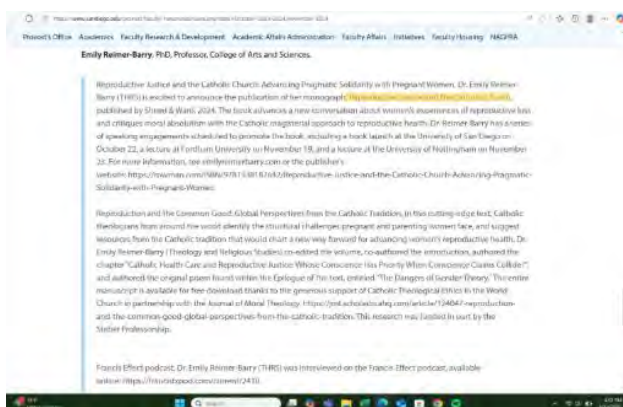 Provost's Office Academics Faculty Research & Development Academic Affairs Administration Faculty Affairs Initiatives Faculty Housing NAGPRA
Emily Reimer-Barry, PhD, Professor, College of Arts and Sciences.
Reproductive Justice and the Catholic Church: Advancing Pragmatic Solidarity with Pregnant Women. Dr. Emily Reimer-
Barry (THRS) is excited to announce the publication of her monograph, Reproductive Justice and the Catholic Church,
published by Sheed & Ward, 2024. The book advances a new conversation about women's experiences of reproductive loss
and critiques moral absolutism with the Catholic magisterial approach to reproductive health. Dr. Reimer-Barry has a series
of speaking engagements scheduled to promote the book, including a book launch at the University of San Diego on
October 22, a lecture at Fordham University on November 19, and a lecture at the University of Nottingham on November
23. For more information, see emilyreimerbarry.com or the publisher's
website:
Solidarity-with-Pregnant-Women.
Reproduction and the Common Good: Global Perspectives from the Catholic Tradition. In this cutting-edge text, Catholic
theologians from around the world identify the structural challenges pregnant and parenting women face, and suggest
resources from the Catholic tradition that would chart a new way forward for advancing women's reproductive health. Dr.
Emily Reimer-Barry (Theology and Religious Studies) co-edited the volume, co-authored the introduction, authored the
chapter "Catholic Health Care and Reproductive Justice: Whose Conscience Has Priority When Conscience Claims Collide?",
and authored the original poem found within the Epilogue of the text, entitled "The Dangers of Gender Theory." The entire
manuscript is available for free download thanks to the generous support of Catholic Theological Ethics in the World
Church in partnership with the Journal of Moral Theology.
and-the-common-good-global-perspectives-from-the-catholic-tradition. This research was funded in part by the
Steber Professorship.
Francis Effect podcast. Dr. Emily Reimer-Barry (THRS) was interviewed on the Francis Effect podcast, available